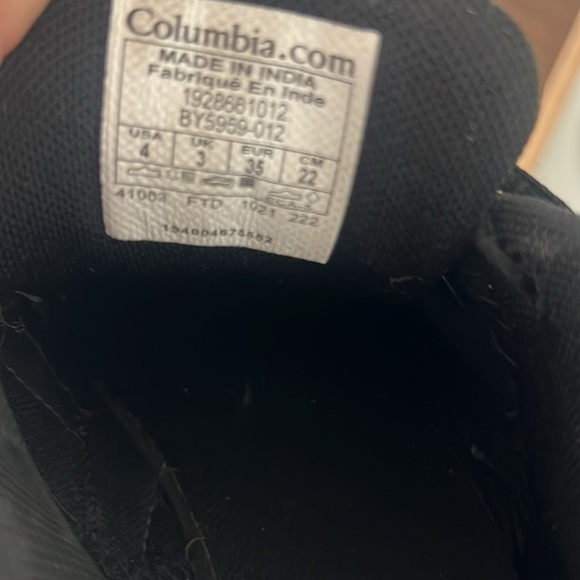 Columbia.com
MADE IN INDIA
Fabriqué En Inde
1928681012
BY5959-012
USA UK EUR CM
4 3 35 22
41063 FTD 1021 222